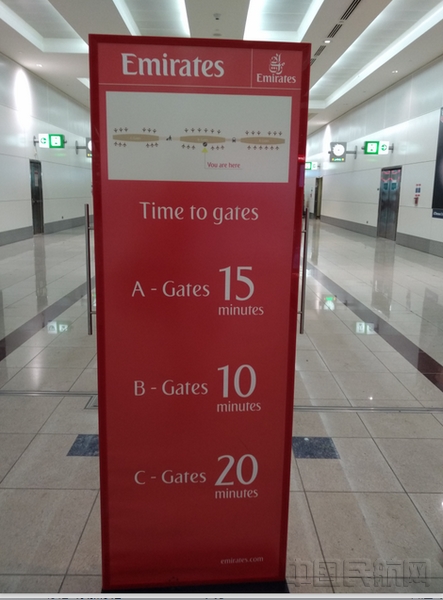 Emirates
Emirates
You are here
Time to gates
A - Gates 15 minutes
B - Gates 10 minutes
C - Gates 20 minutes
emirates.com
中国民航网